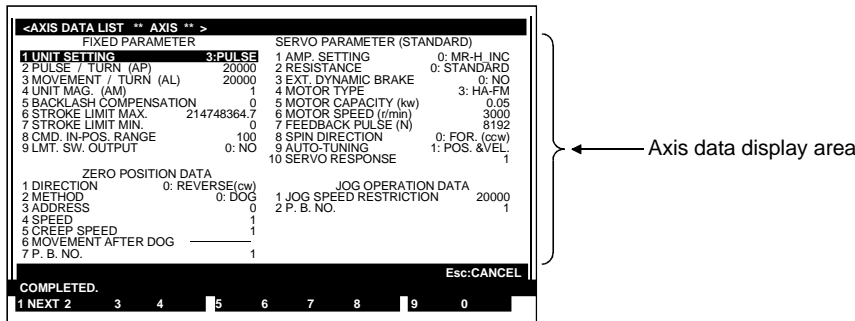 <AXIS DATA LIST ** AXIS ** >
FIXED PARAMETER
1 UNIT SETTING 3:PULSE
2 PULSE / TURN (AP) 20000
3 MOVEMENT / TURN (AL) 20000
4 UNIT MAG. (AM) 1
5 BACKLASH COMPENSATION 0
6 STROKE LIMIT MAX. 214748364.7
7 STROKE LIMIT MIN. 0
8 CMD. IN-POS. RANGE 100
9 LMT. SW. OUTPUT 0: NO
SERVO PARAMETER (STANDARD)
1 AMP. SETTING 0: MR-H_INC
2 RESISTANCE 0: STANDARD
3 EXT. DYNAMIC BRAKE 0: NO
4 MOTOR TYPE 3: HA-FM
5 MOTOR CAPACITY (kw) 0.05
6 MOTOR SPEED (r/min) 3000
7 FEEDBACK PULSE (N) 8192
8 SPIN DIRECTION 0: FOR. (ccw)
9 AUTO-TUNING 1: POS. &VEL.
10 SERVO RESPONSE 1
ZERO POSITION DATA
1 DIRECTION 0: REVERSE(cw)
2 METHOD 0: DOG
3 ADDRESS 0
4 SPEED 1
5 CREEP SPEED 1
6 MOVEMENT AFTER DOG
7 P. B. NO. 1
JOG OPERATION DATA
1 JOG SPEED RESTRICTION 20000
2 P. B. NO. 1
Esc:CANCEL
COMPLETED.
1 NEXT 2 3 4 5 6 7 8 9 0
Axis data display area